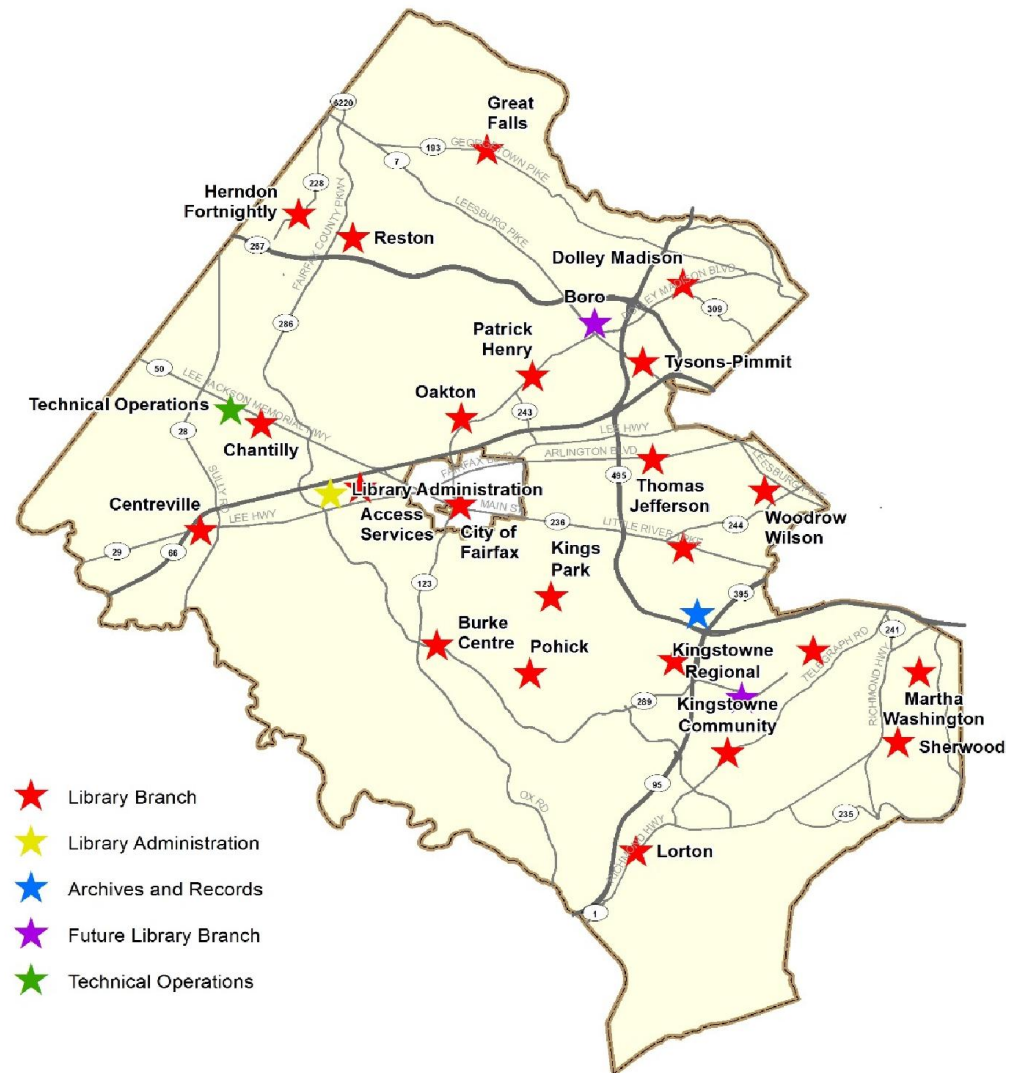 6220
Great
Falls
193
GEORGETOWN PIKE
7
228
Herndon
Fortnightly
FAIRFAX COUNTY PKWY
LEESBURG PIKE
Reston
267
Dolley Madison
DOLLEY MADISON BLVD
Boro
309
286
Patrick
Henry
Tysons-Pimmit
50
LEE JACKSON MEMORIAL HWY
Oakton
Technical Operations
243
Chantilly
28
LEE HWY
ARLINGTON BLVD
SULLY RD
495
Thomas
Jefferson
Library Administration
Centreville
LEE HWY
Access
Services
MAIN ST
City of
Fairfax
236
LITTLE RIVER
244
Woodrow
Wilson
29
66
Kings
Park
123
395
Burke
Centre
Pohick
Kingstowne
Regional
TELEGRAPH RD
241
RICHMOND HWY
289
Kingstowne
Community
Martha
Washington
Sherwood
95
OX RD
235
RICHMOND HWY
Lorton
1
Library Branch
Library Administration
Archives and Records
Future Library Branch
Technical Operations